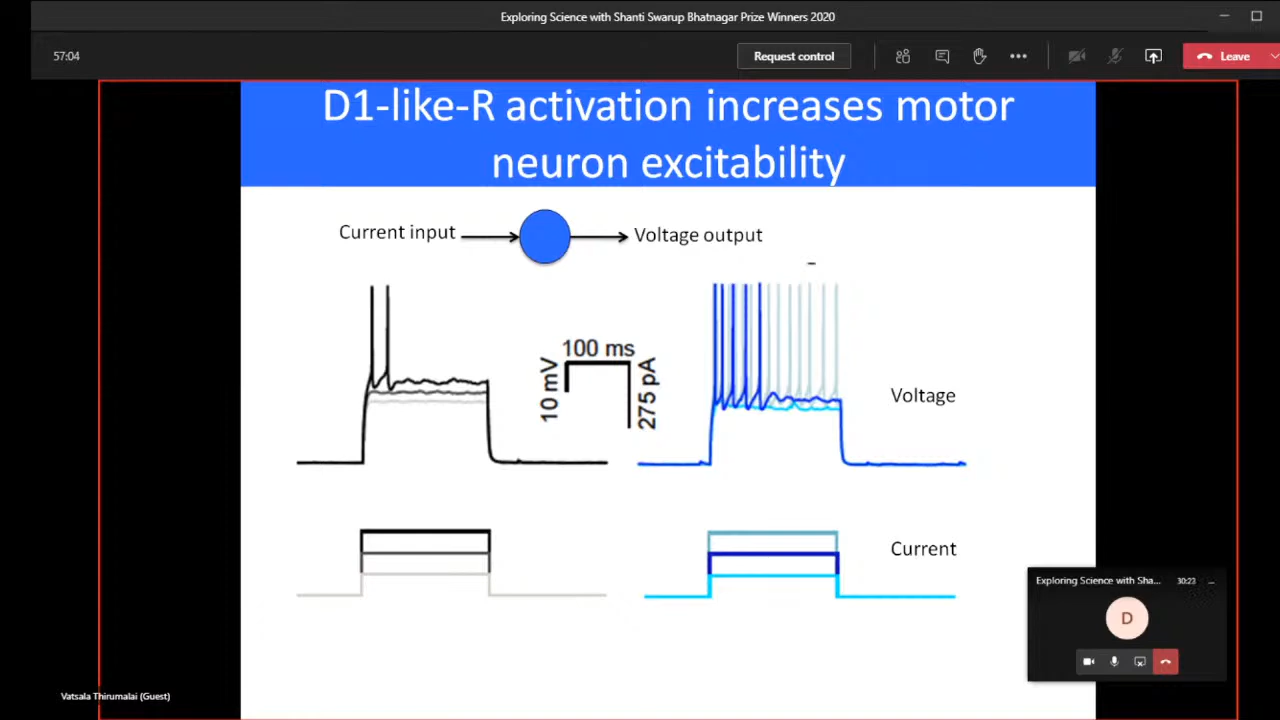 Exploring Science with Shanti Swarup Bhatnagar Prize Winners 2020
57:04
Request control
Leave
D1-like-R activation increases motor
neuron excitability
Current input
Voltage output
100 ms
10 mV
275 pA
Voltage
Current
Exploring Science with Sha...
30:23
D
Vatsala Thirumalai (Guest)